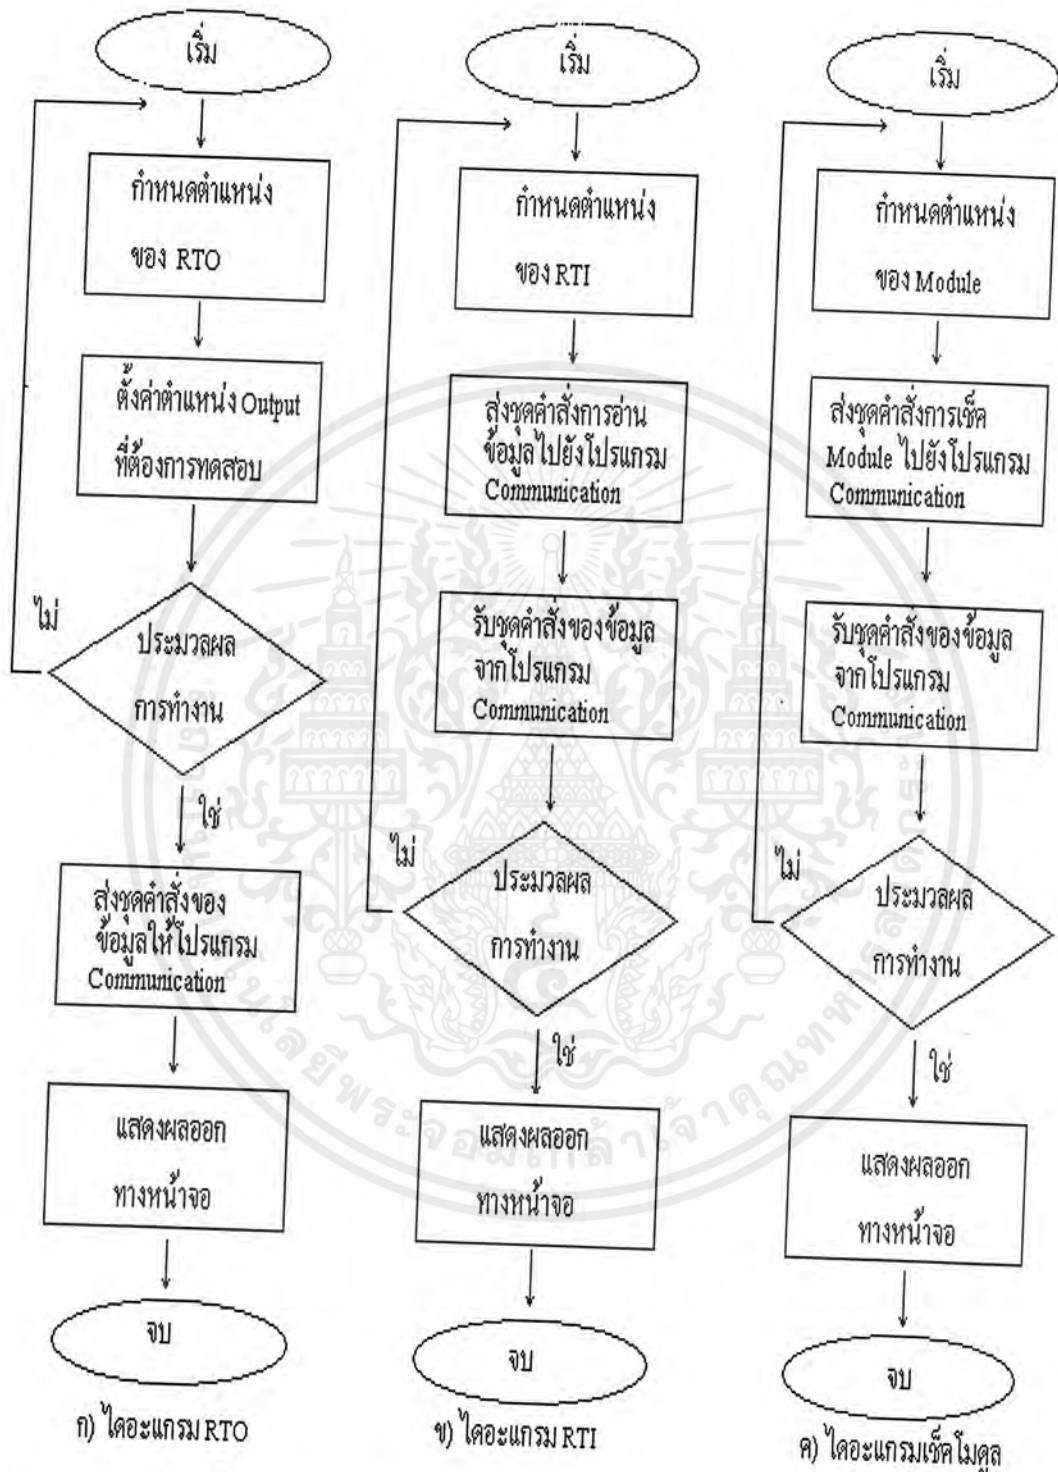 เริ่ม
กำหนดตำแหน่ง
ของ RTO
ตั้งค่าตำแหน่ง Output
ที่ต้องการทดสอบ
ไม่
ประมวลผล
การทำงาน
ใช่
ส่งชุดคำสั่งของ
ข้อมูลให้โปรแกรม
Communication
แสดงผลออก
ทางหน้าจอ
จบ
ก) ไดอะแกรม RTO
เริ่ม
กำหนดตำแหน่ง
ของ RTI
ส่งชุดคำสั่งการอ่าน
ข้อมูลไปยังโปรแกรม
Communication
รับชุดคำสั่งของข้อมูล
จากโปรแกรม
Communication
ไม่
ประมวลผล
การทำงาน
ใช่
แสดงผลออก
ทางหน้าจอ
จบ
ข) ไดอะแกรม RTI
เริ่ม
กำหนดตำแหน่ง
ของ Module
ส่งชุดคำสั่งการเช็ค
Module ไปยังโปรแกรม
Communication
รับชุดคำสั่งของข้อมูล
จากโปรแกรม
Communication
ไม่
ประมวลผล
การทำงาน
ใช่
แสดงผลออก
ทางหน้าจอ
จบ
ค) ไดอะแกรมเช็คโมดูล